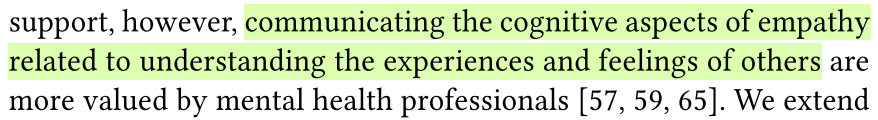 support, however, communicating the cognitive aspects of empathy
related to understanding the experiences and feelings of others are
more valued by mental health professionals [57, 59, 65]. We extend